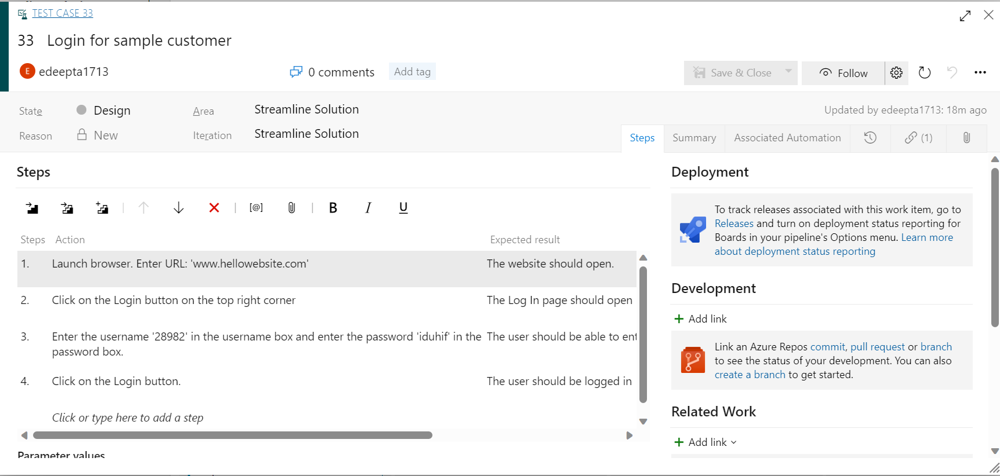 TEST CASE 33
33 Login for sample customer
E edeepta1713 0 comments Add tag Save & Close Follow
State Design Area Streamline Solution Updated by edeepta1713: 18m ago
Reason New Iteration Streamline Solution
Steps Summary Associated Automation (1)
Steps
[@] B I U
Steps Action Expected result
1. Launch browser. Enter URL: 'www.hellowebsite.com' The website should open.
2. Click on the Login button on the top right corner The Log In page should open
3. Enter the username '28982' in the username box and enter the password 'iduhif' in the The user should be able to ent
password box.
4. Click on the Login button. The user should be logged in
Click or type here to add a step
Parameter values
Deployment
To track releases associated with this work item, go to
Releases and turn on deployment status reporting for
Boards in your pipeline's Options menu. Learn more
about deployment status reporting
Development
+ Add link
Link an Azure Repos commit, pull request or branch
to see the status of your development. You can also
create a branch to get started.
Related Work
+ Add link